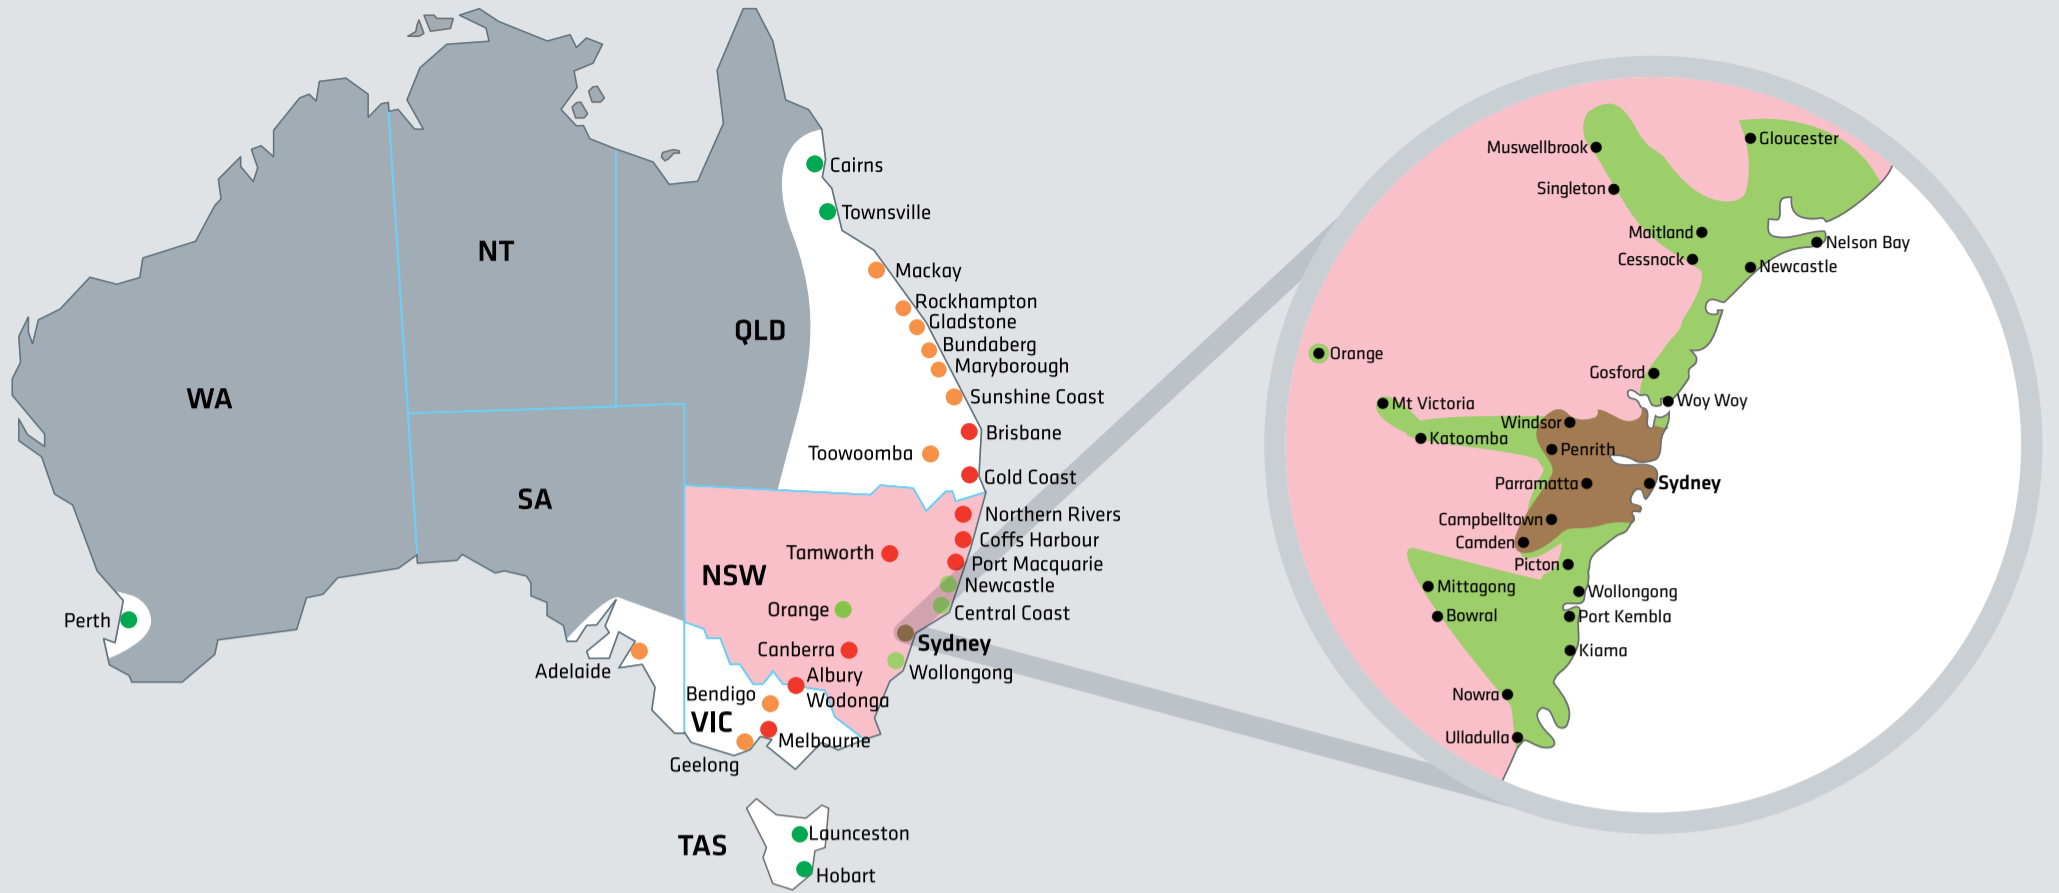 WA
NT
SA
QLD
NSW
VIC
TAS
Perth
Adelaide
Cairns
Townsville
Mackay
Rockhampton
Gladstone
Bundaberg
Maryborough
Sunshine Coast
Brisbane
Toowoomba
Gold Coast
Northern Rivers
Coffs Harbour
Tamworth
Port Macquarie
Newcastle
Orange
Central Coast
Sydney
Canberra
Wollongong
Albury
Wodonga
Bendigo
Melbourne
Geelong
Launceston
Hobart
Muswellbrook
Gloucester
Singleton
Maitland
Nelson Bay
Cessnock
Newcastle
Orange
Gosford
Mt Victoria
Woy Woy
Windsor
Katoomba
Penrith
Parramatta
Sydney
Campbelltown
Camden
Picton
Mittagong
Wollongong
Bowral
Port Kembla
Kiama
Nowra
Ulladulla